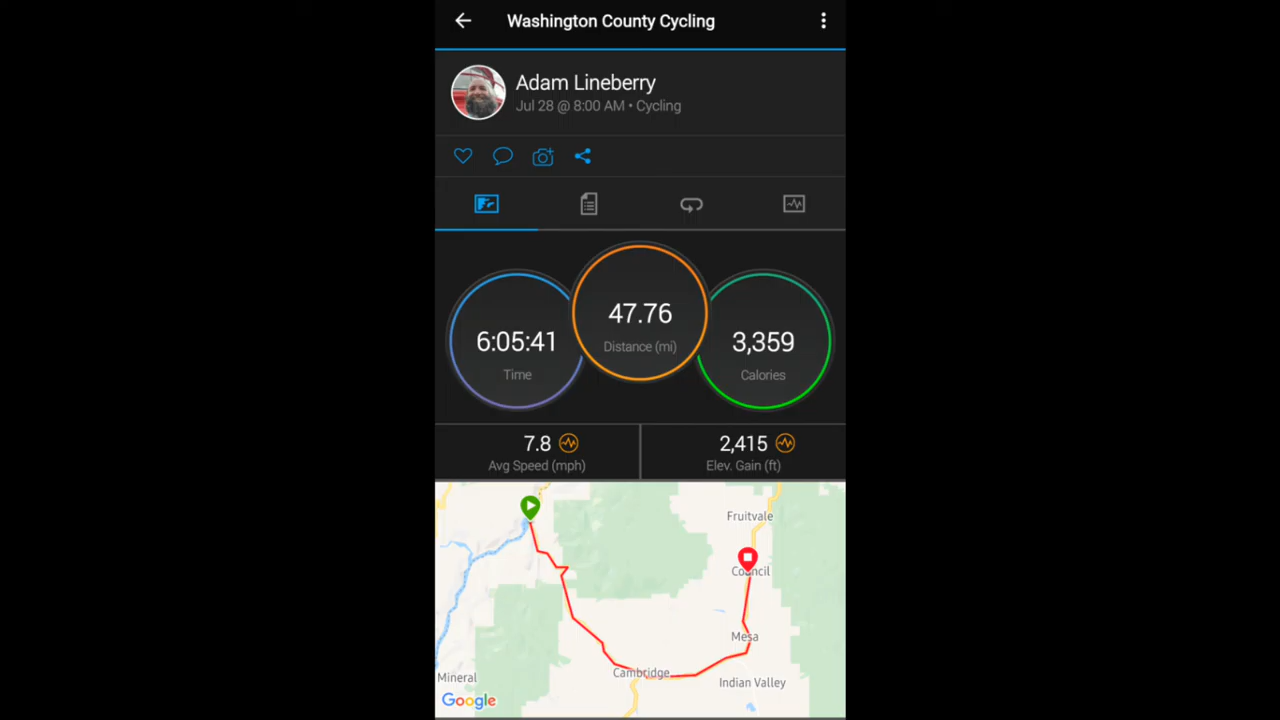 Washington County Cycling
Adam Lineberry
Jul 28 @ 8:00 AM • Cycling
6:05:41
Time
47.76
Distance (mi)
3,359
Calories
7.8
Avg Speed (mph)
2,415
Elev. Gain (ft)
Fruitvale
Council
Mesa
Cambridge
Indian Valley
Mineral
Google